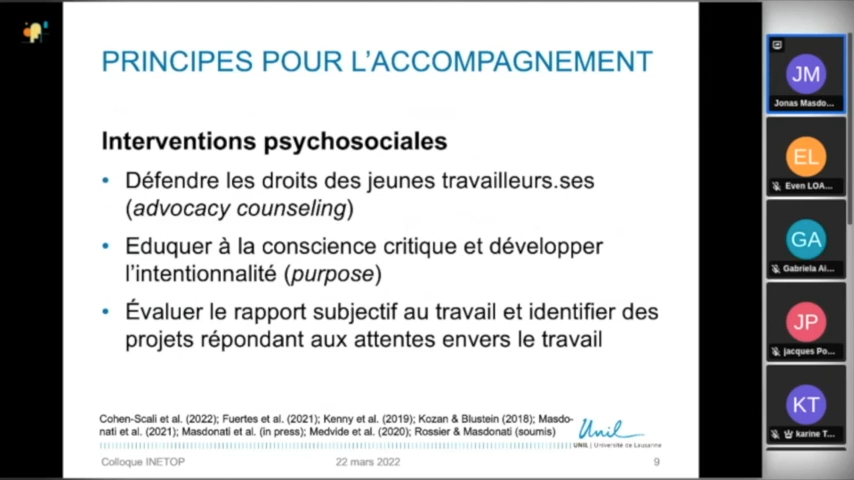 PRINCIPES POUR L'ACCOMPAGNEMENT
Interventions psychosociales
• Défendre les droits des jeunes travailleurs.ses
(advocacy counseling)
• Eduquer à la conscience critique et développer
l'intentionnalité (purpose)
• Évaluer le rapport subjectif au travail et identifier des
projets répondant aux attentes envers le travail
Cohen-Scali et al. (2022); Fuertes et al. (2021); Kenny et al. (2019); Kozan & Blustein (2018); Masdo-
nati et al. (2021); Masdonati et al. (in press); Medvide et al. (2020); Rossier & Masdonati (soumis)
Unil
UNIL | Université de Lausanne
Colloque INETOP
22 mars 2022
9
JM
Jonas Masdo...
EL
Even LOA...
GA
Gabriela Ai...
JP
jacques Po...
KT
karine T...